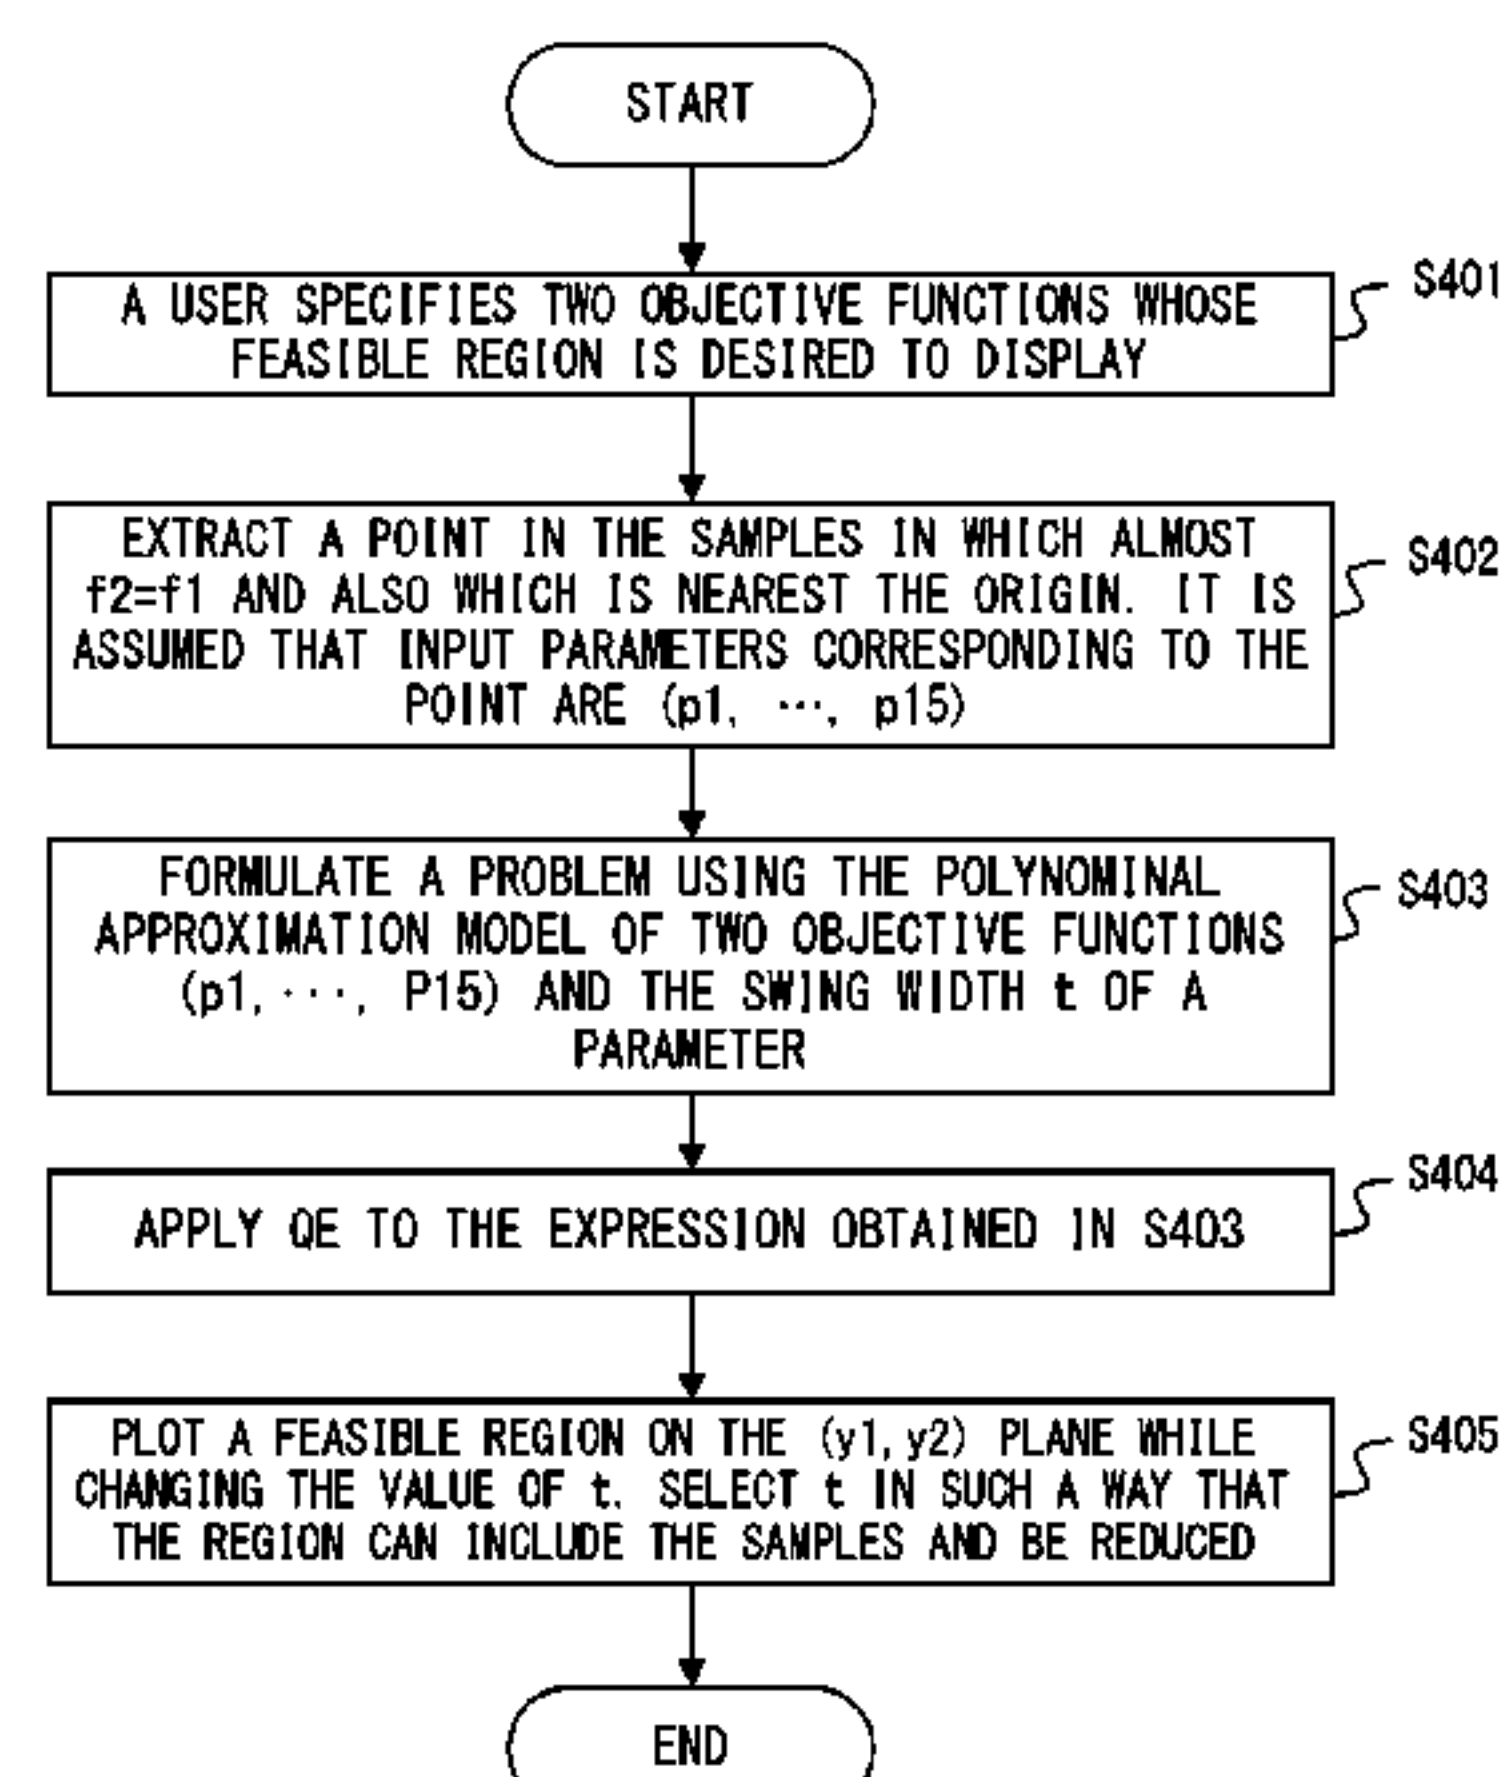 START
S401
A USER SPECIFIES TWO OBJECTIVE FUNCTIONS WHOSE
FEASIBLE REGION IS DESIRED TO DISPLAY
S402
EXTRACT A POINT IN THE SAMPLES IN WHICH ALMOST
f2=f1 AND ALSO WHICH IS NEAREST THE ORIGIN. IT IS
ASSUMED THAT INPUT PARAMETERS CORRESPONDING TO THE
POINT ARE (p1, ⋯, p15)
S403
FORMULATE A PROBLEM USING THE POLYNOMINAL
APPROXIMATION MODEL OF TWO OBJECTIVE FUNCTIONS
(p1, ⋯, P15) AND THE SWING WIDTH t OF A
PARAMETER
S404
APPLY QE TO THE EXPRESSION OBTAINED IN S403
S405
PLOT A FEASIBLE REGION ON THE (y1, y2) PLANE WHILE
CHANGING THE VALUE OF t. SELECT t IN SUCH A WAY THAT
THE REGION CAN INCLUDE THE SAMPLES AND BE REDUCED
END